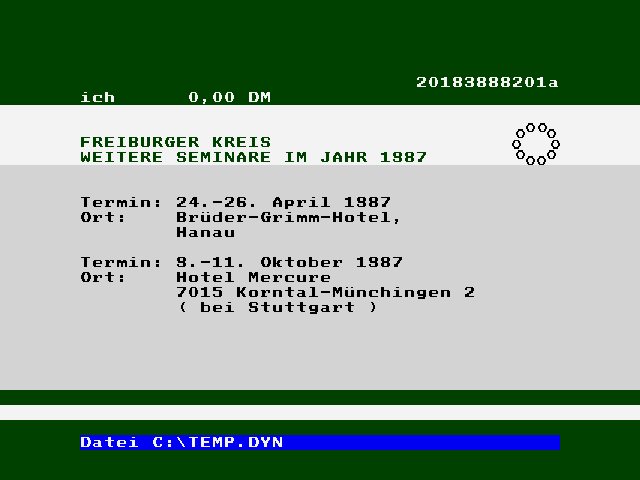 20183888201a
ich 0,00 DM
FREIBURGER KREIS
WEITERE SEMINARE IM JAHR 1987
Termin: 24.-26. April 1987
Ort: Brüder-Grimm-Hotel,
Hanau
Termin: 9.-11. Oktober 1987
Ort: Hotel Mercure
7015 Korntal-Münchingen 2
( bei Stuttgart )
Datei C:\TEMP.DYN